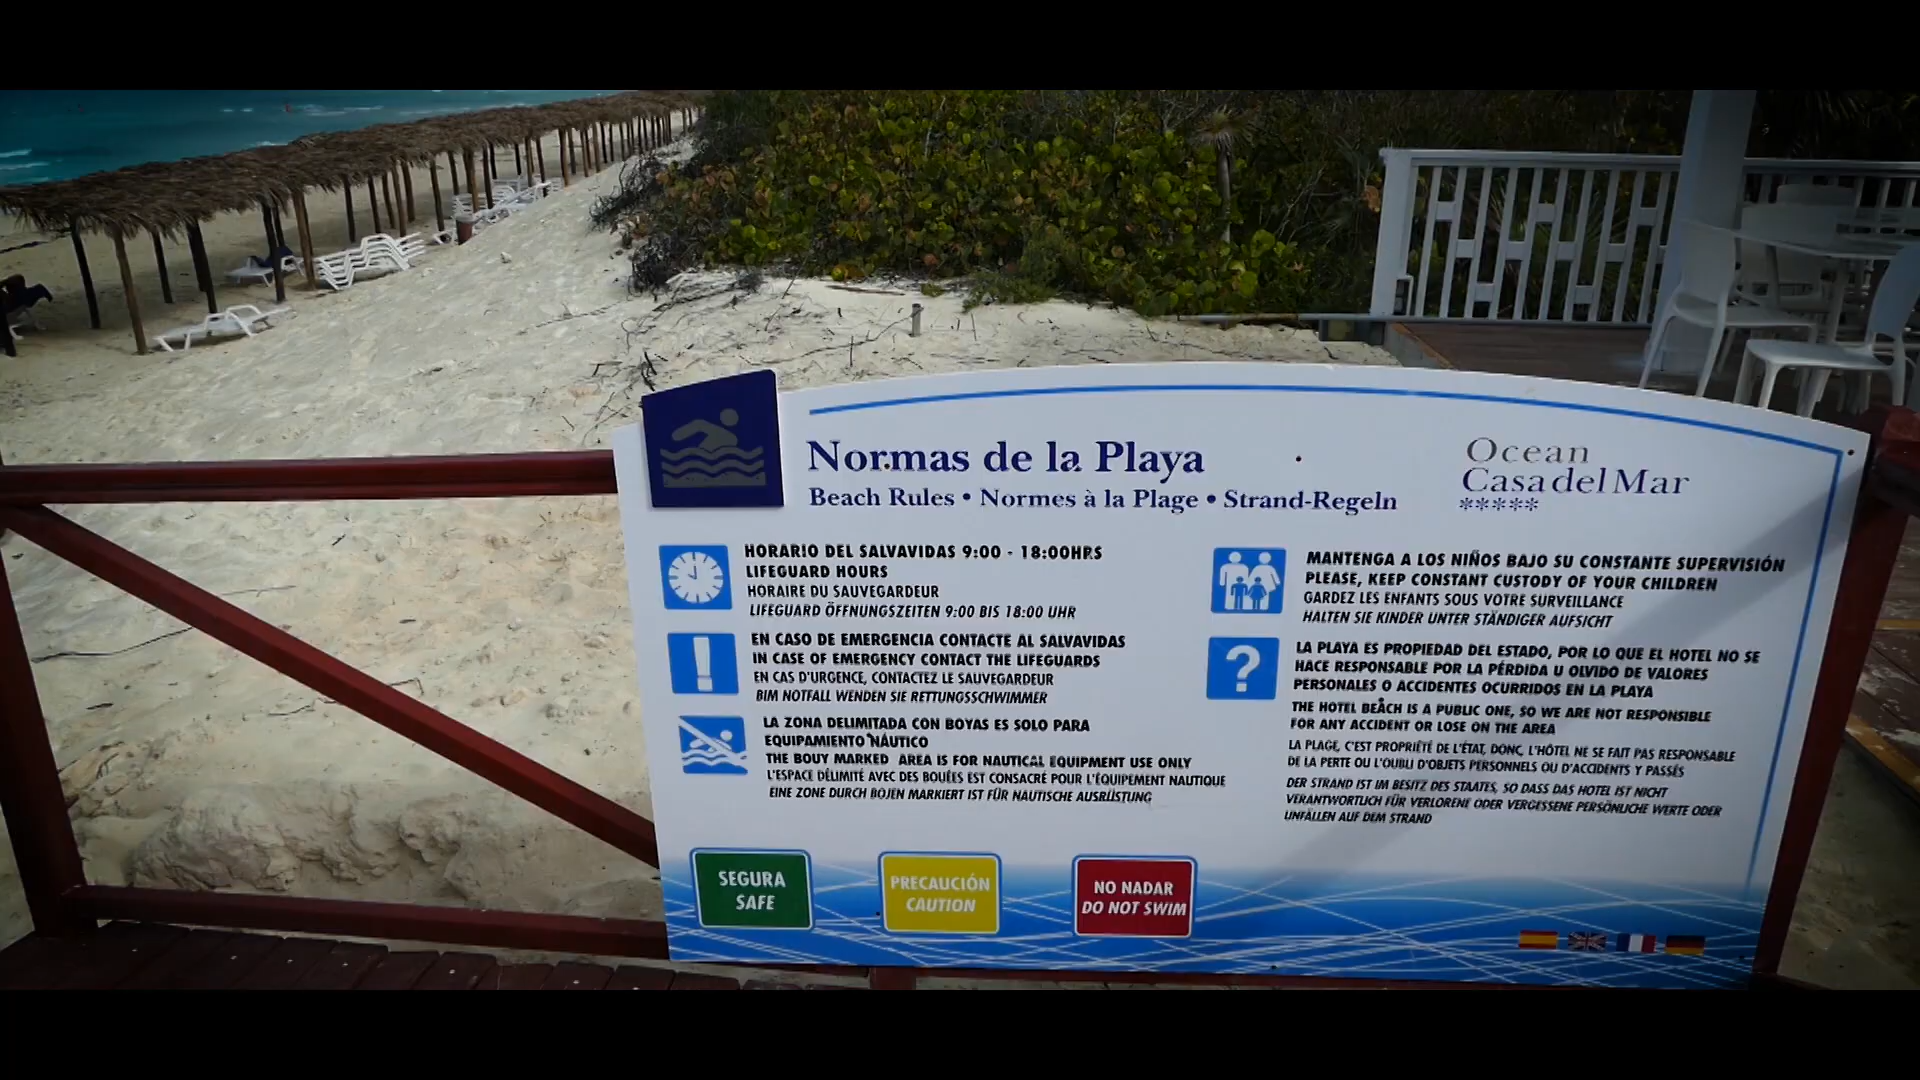 Normas de la Playa
Beach Rules • Normes à la Plage • Strand-Regeln
Ocean
Casa del Mar
*****
HORARIO DEL SALVAVIDAS 9:00 - 18:00HRS
LIFEGUARD HOURS
HORAIRE DU SAUVEGARDEUR
LIFEGUARD ÖFFNUNGSZEITEN 9:00 BIS 18:00 UHR
EN CASO DE EMERGENCIA CONTACTE AL SALVAVIDAS
IN CASE OF EMERGENCY CONTACT THE LIFEGUARDS
EN CAS D'URGENCE, CONTACTEZ LE SAUVEGARDEUR
BIM NOTFALL WENDEN SIE RETTUNGSSCHWIMMER
LA ZONA DELIMITADA CON BOYAS ES SOLO PARA
EQUIPAMIENTO NÁUTICO
THE BOUY MARKED AREA IS FOR NAUTICAL EQUIPMENT USE ONLY
L'ESPACE DÉLIMITÉ AVEC DES BOUÉES EST CONSACRÉ POUR L'ÉQUIPEMENT NAUTIQUE
EINE ZONE DURCH BOJEN MARKIERT IST FÜR NAUTISCHE AUSRÜSTUNG
MANTENGA A LOS NIÑOS BAJO SU CONSTANTE SUPERVISIÓN
PLEASE, KEEP CONSTANT CUSTODY OF YOUR CHILDREN
GARDEZ LES ENFANTS SOUS VOTRE SURVEILLANCE
HALTEN SIE KINDER UNTER STÄNDIGER AUFSICHT
?
LA PLAYA ES PROPIEDAD DEL ESTADO, POR LO QUE EL HOTEL NO SE
HACE RESPONSABLE POR LA PÉRDIDA U OLVIDO DE VALORES
PERSONALES O ACCIDENTES OCURRIDOS EN LA PLAYA
THE HOTEL BEACH IS A PUBLIC ONE, SO WE ARE NOT RESPONSIBLE
FOR ANY ACCIDENT OR LOSE ON THE AREA
LA PLAGE, C'EST PROPRIÉTÉ DE L'ÉTAT, DONC, L'HÔTEL NE SE FAIT PAS RESPONSABLE
DE LA PERTE OU L'OUBLI D'OBJETS PERSONNELS OU D'ACCIDENTS Y PASSÉS
DER STRAND IST IM BESITZ DES STAATES, SO DASS DAS HOTEL IST NICHT
VERANTWORTLICH FÜR VERLORENE ODER VERGESSENE PERSÖNLICHE WERTE ODER
UNFÄLLEN AUF DEM STRAND
SEGURA
SAFE
PRECAUCIÓN
CAUTION
NO NADAR
DO NOT SWIM